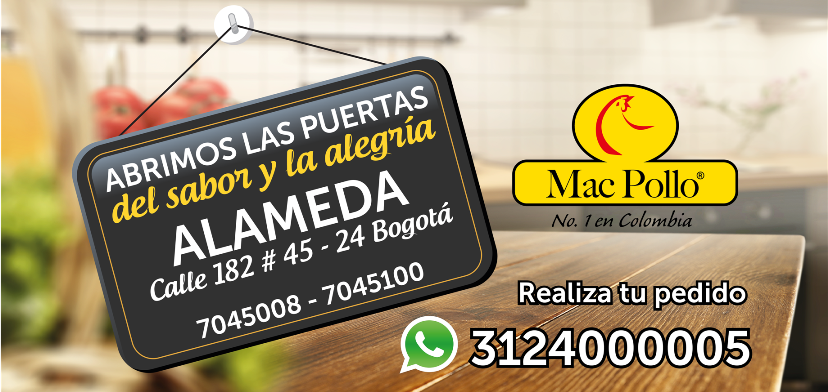 ABRIMOS LAS PUERTAS
del sabor y la alegría
ALAMEDA
Calle 182 # 45 - 24 Bogotá
7045008 - 7045100
Mac Pollo®
No. 1 en Colombia
Realiza tu pedido
3124000005